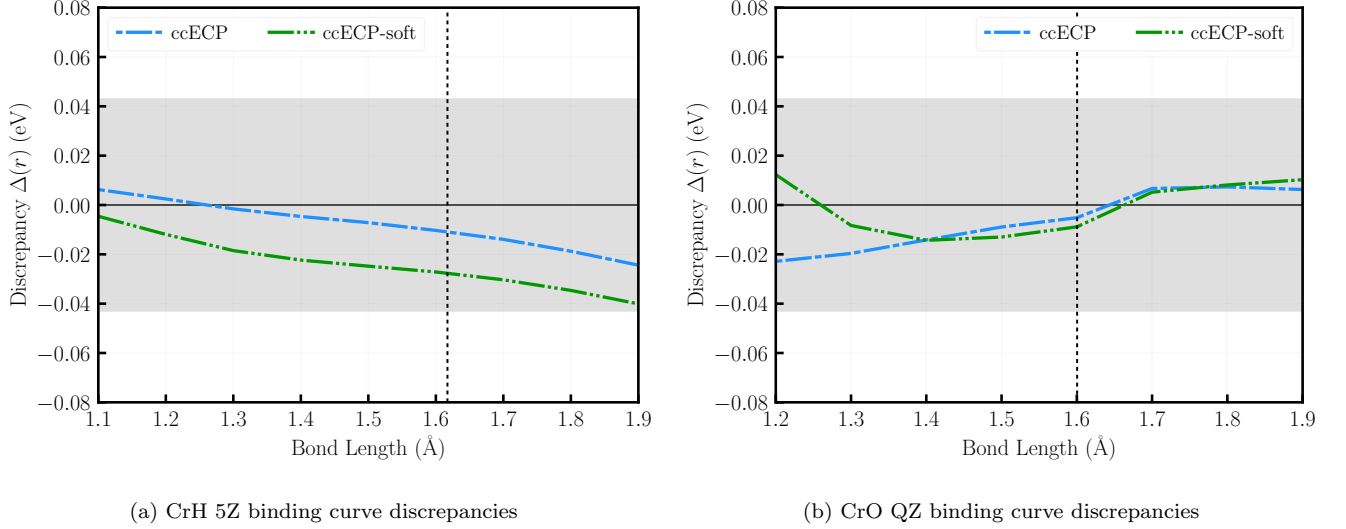 0.08
0.06
0.04
0.02
0.00
−0.02
−0.04
−0.06
−0.08
Discrepancy Δ(r) (eV)
ccECP
ccECP-soft
1.1 1.2 1.3 1.4 1.5 1.6 1.7 1.8 1.9
Bond Length (Å)
(a) CrH 5Z binding curve discrepancies
0.08
0.06
0.04
0.02
0.00
−0.02
−0.04
−0.06
−0.08
Discrepancy Δ(r) (eV)
ccECP
ccECP-soft
1.2 1.3 1.4 1.5 1.6 1.7 1.8 1.9
Bond Length (Å)
(b) CrO QZ binding curve discrepancies